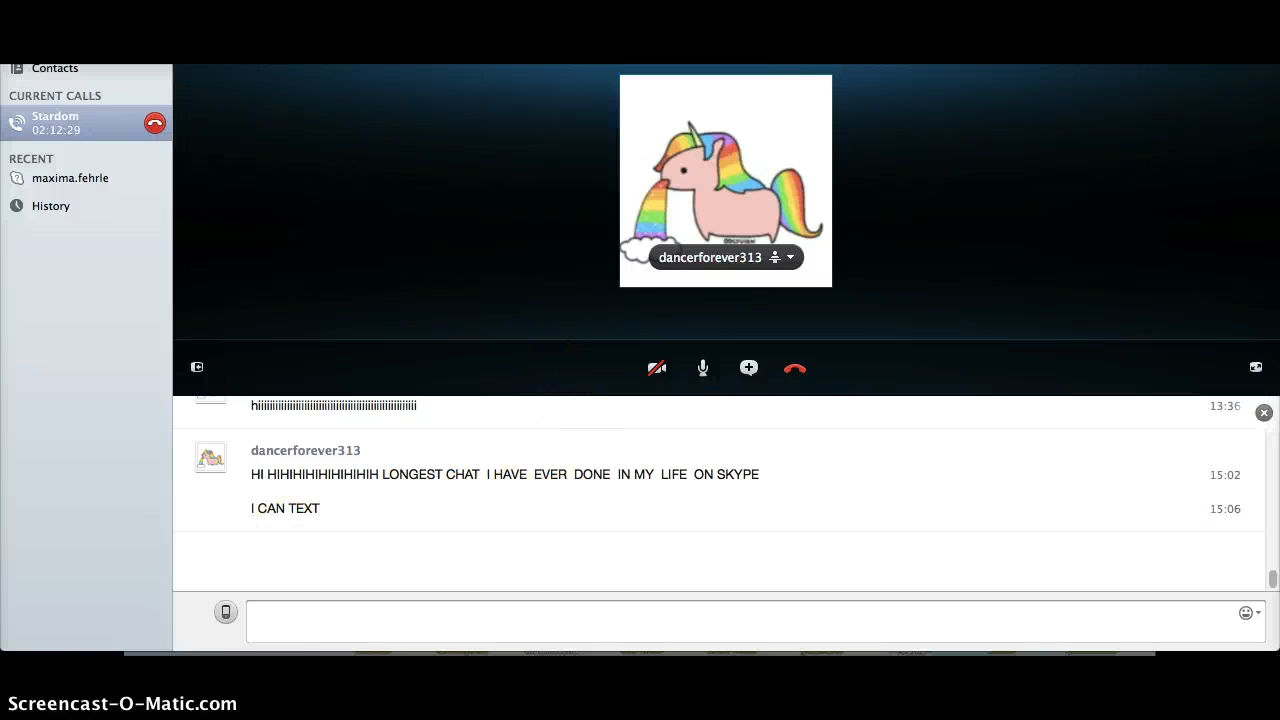 Contacts
CURRENT CALLS
Stardom
02:12:29
RECENT
maxima.fehrle
History
dancerforever313
hiiiiiiiiiiiiiiiiiiiiiiiiiiiiiiiiiiiiiiiiiiiiiiiiiiiii 13:36
dancerforever313
HI HIHIHIHIHIHIHIHIH LONGEST CHAT I HAVE EVER DONE IN MY LIFE ON SKYPE 15:02
I CAN TEXT 15:06
Screencast-O-Matic.com